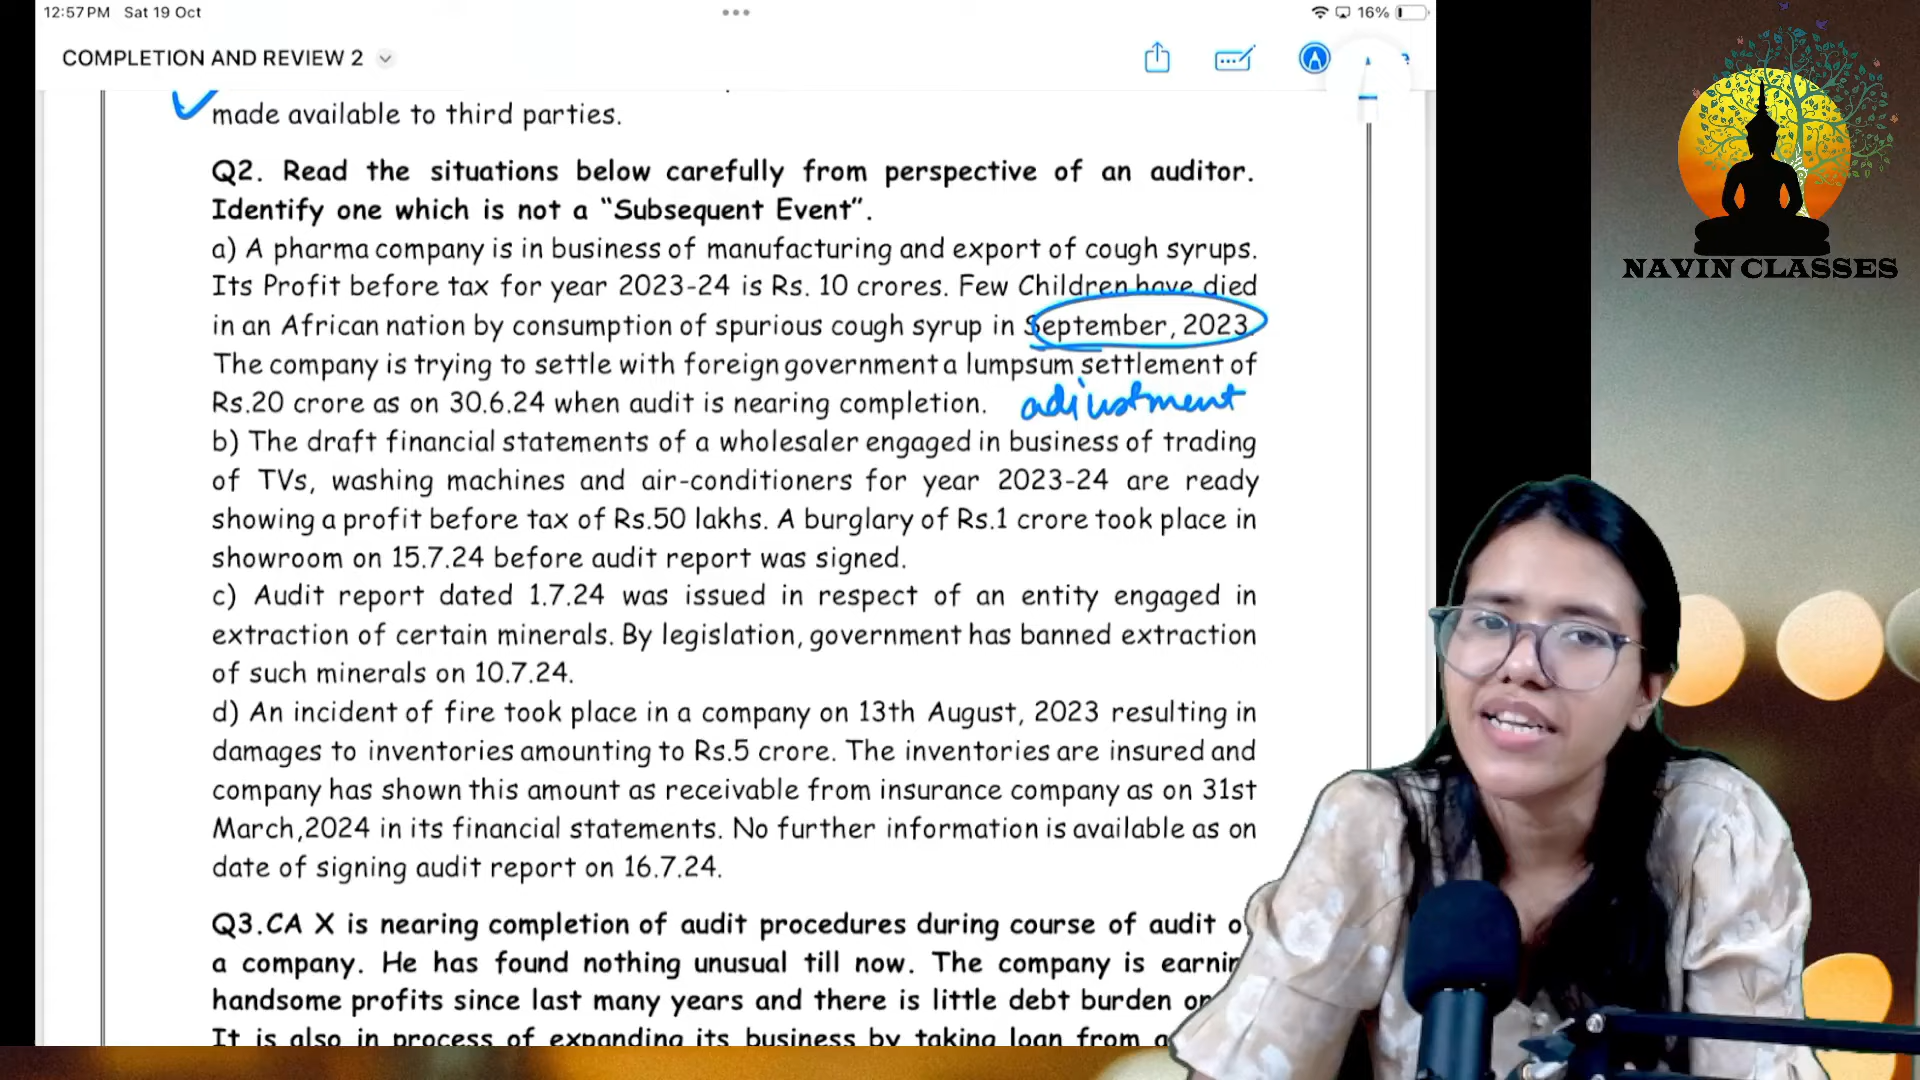 12:57 PM Sat 19 Oct
16%
COMPLETION AND REVIEW 2
made available to third parties.
Q2. Read the situations below carefully from perspective of an auditor.
Identify one which is not a “Subsequent Event”.
a) A pharma company is in business of manufacturing and export of cough syrups.
Its Profit before tax for year 2023-24 is Rs. 10 crores. Few Children have died
in an African nation by consumption of spurious cough syrup in September, 2023.
The company is trying to settle with foreign government a lumpsum settlement of
Rs.20 crore as on 30.6.24 when audit is nearing completion. adjustment
b) The draft financial statements of a wholesaler engaged in business of trading
of TVs, washing machines and air-conditioners for year 2023-24 are ready
showing a profit before tax of Rs.50 lakhs. A burglary of Rs.1 crore took place in
showroom on 15.7.24 before audit report was signed.
c) Audit report dated 1.7.24 was issued in respect of an entity engaged in
extraction of certain minerals. By legislation, government has banned extraction
of such minerals on 10.7.24.
d) An incident of fire took place in a company on 13th August, 2023 resulting in
damages to inventories amounting to Rs.5 crore. The inventories are insured and
company has shown this amount as receivable from insurance company as on 31st
March,2024 in its financial statements. No further information is available as on
date of signing audit report on 16.7.24.
Q3.CA X is nearing completion of audit procedures during course of audit
a company. He has found nothing unusual till now. The company is
handsome profits since last many years and there is little debt burden
It is also in process of expanding its business by taking loan from
NAVIN CLASSES